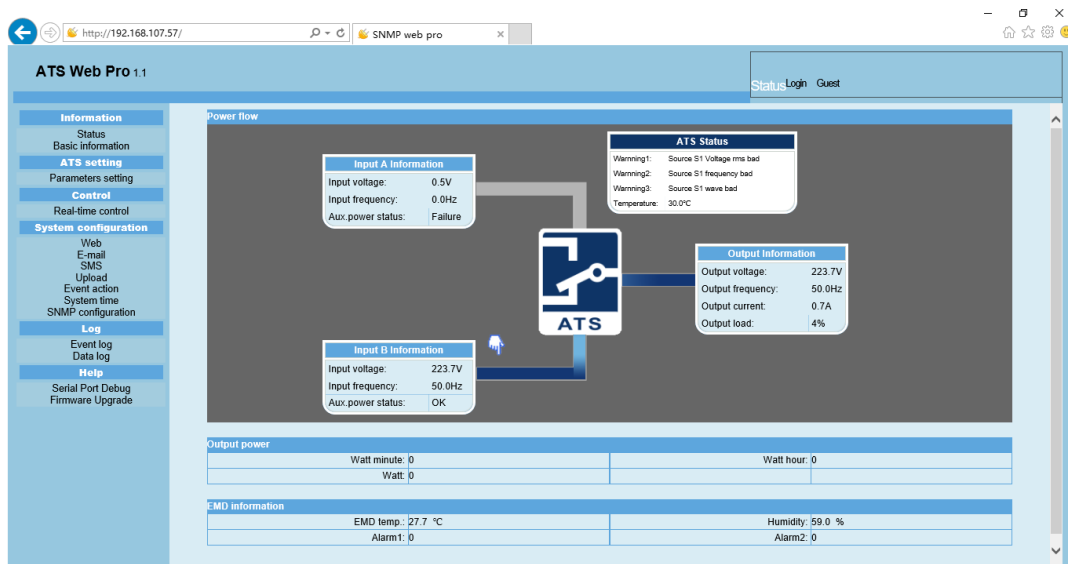 http://192.168.107.57/
SNMP web pro
ATS Web Pro 1.1
Status Login Guest
Information
Status
Basic information
ATS setting
Parameters setting
Control
Real-time control
System configuration
Web
E-mail
SMS
Upload
Event action
System time
SNMP configuration
Log
Event log
Data log
Help
Serial Port Debug
Firmware Upgrade
Power flow
Input A Information
Input voltage: 0.5V
Input frequency: 0.0Hz
Aux.power status: Failure
ATS Status
Warnning1: Source S1 Voltage rms bad
Warnning2: Source S1 frequency bad
Warnning3: Source S1 wave bad
Temperature: 30.0℃
ATS
Output Information
Output voltage: 223.7V
Output frequency: 50.0Hz
Output current: 0.7A
Output load: 4%
Input B Information
Input voltage: 223.7V
Input frequency: 50.0Hz
Aux.power status: OK
Output power
Watt minute: 0 Watt hour: 0
Watt: 0
EMD information
EMD temp.: 27.7 ℃ Humidity: 59.0 %
Alarm1: 0 Alarm2: 0